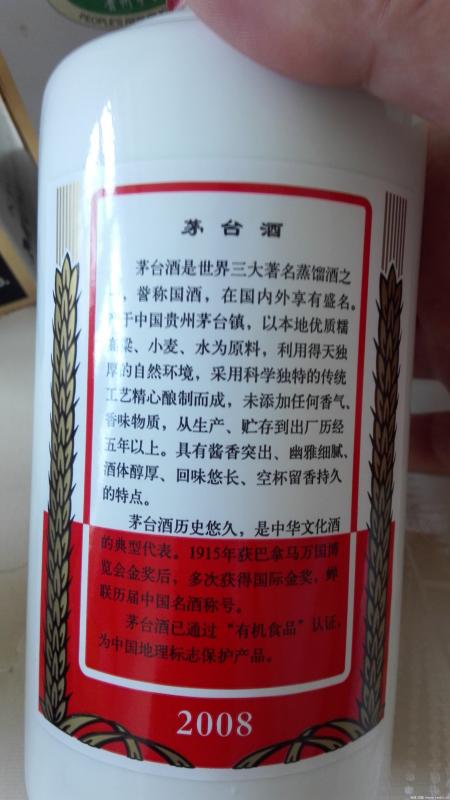 PEOPLE'S
茅台酒
茅台酒是世界三大著名蒸馏酒之
一，誉称国酒，在国内外享有盛名。
产于中国贵州茅台镇，以本地优质糯
高粱、小麦、水为原料，利用得天独
厚的自然环境，采用科学独特的传统
工艺精心酿制而成，未添加任何香气、
香味物质，从生产、贮存到出厂历经
五年以上。具有酱香突出、幽雅细腻、
酒体醇厚、回味悠长、空杯留香持久
的特点。
茅台酒历史悠久，是中华文化酒
的典型代表。1915年获巴拿马万国博
览会金奖后，多次获得国际金奖，蝉
联历届中国名酒称号。
茅台酒已通过“有机食品”认证，
为中国地理标志保护产品。
2008